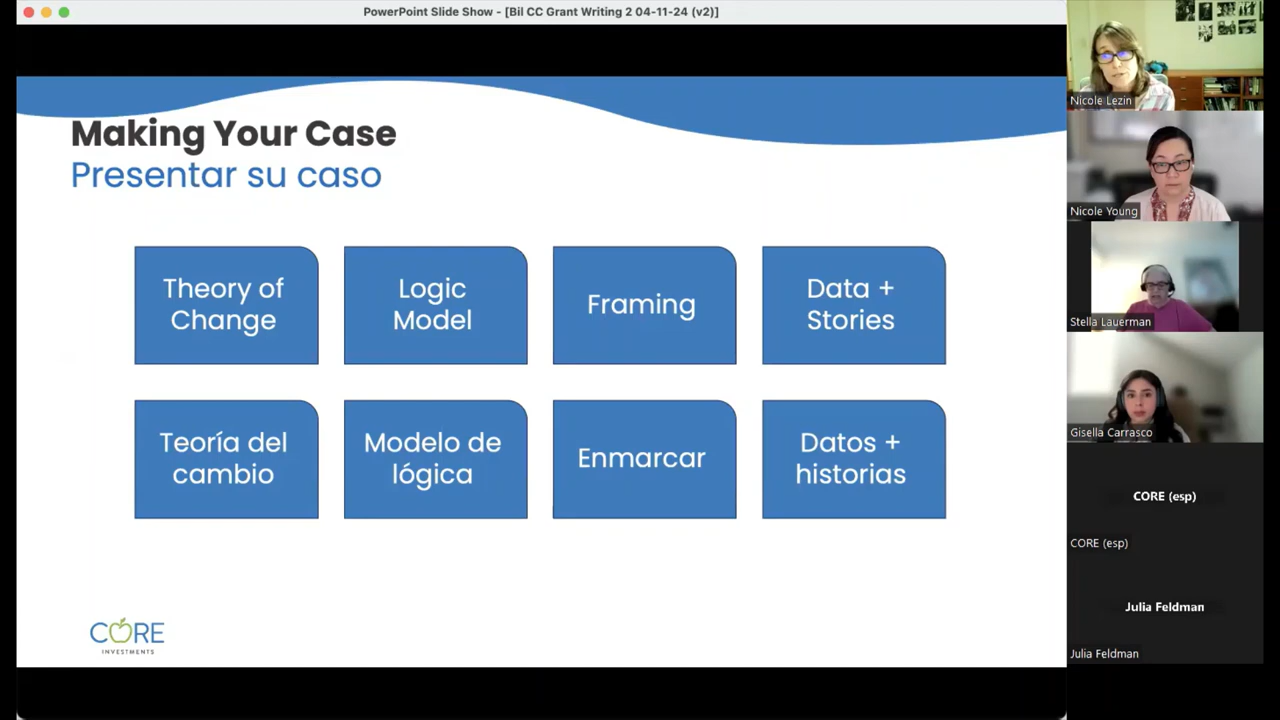 PowerPoint Slide Show - [Bil CC Grant Writing 2 04-11-24 (v2)]
Making Your Case
Presentar su caso
Theory of
Change
Logic
Model
Framing
Data +
Stories
Teoría del
cambio
Modelo de
lógica
Enmarcar
Datos +
historias
CORE
INVESTMENTS
Nicole Lezin
Nicole Young
Stella Lauerman
Gisella Carrasco
CORE (esp)
CORE (esp)
Julia Feldman
Julia Feldman